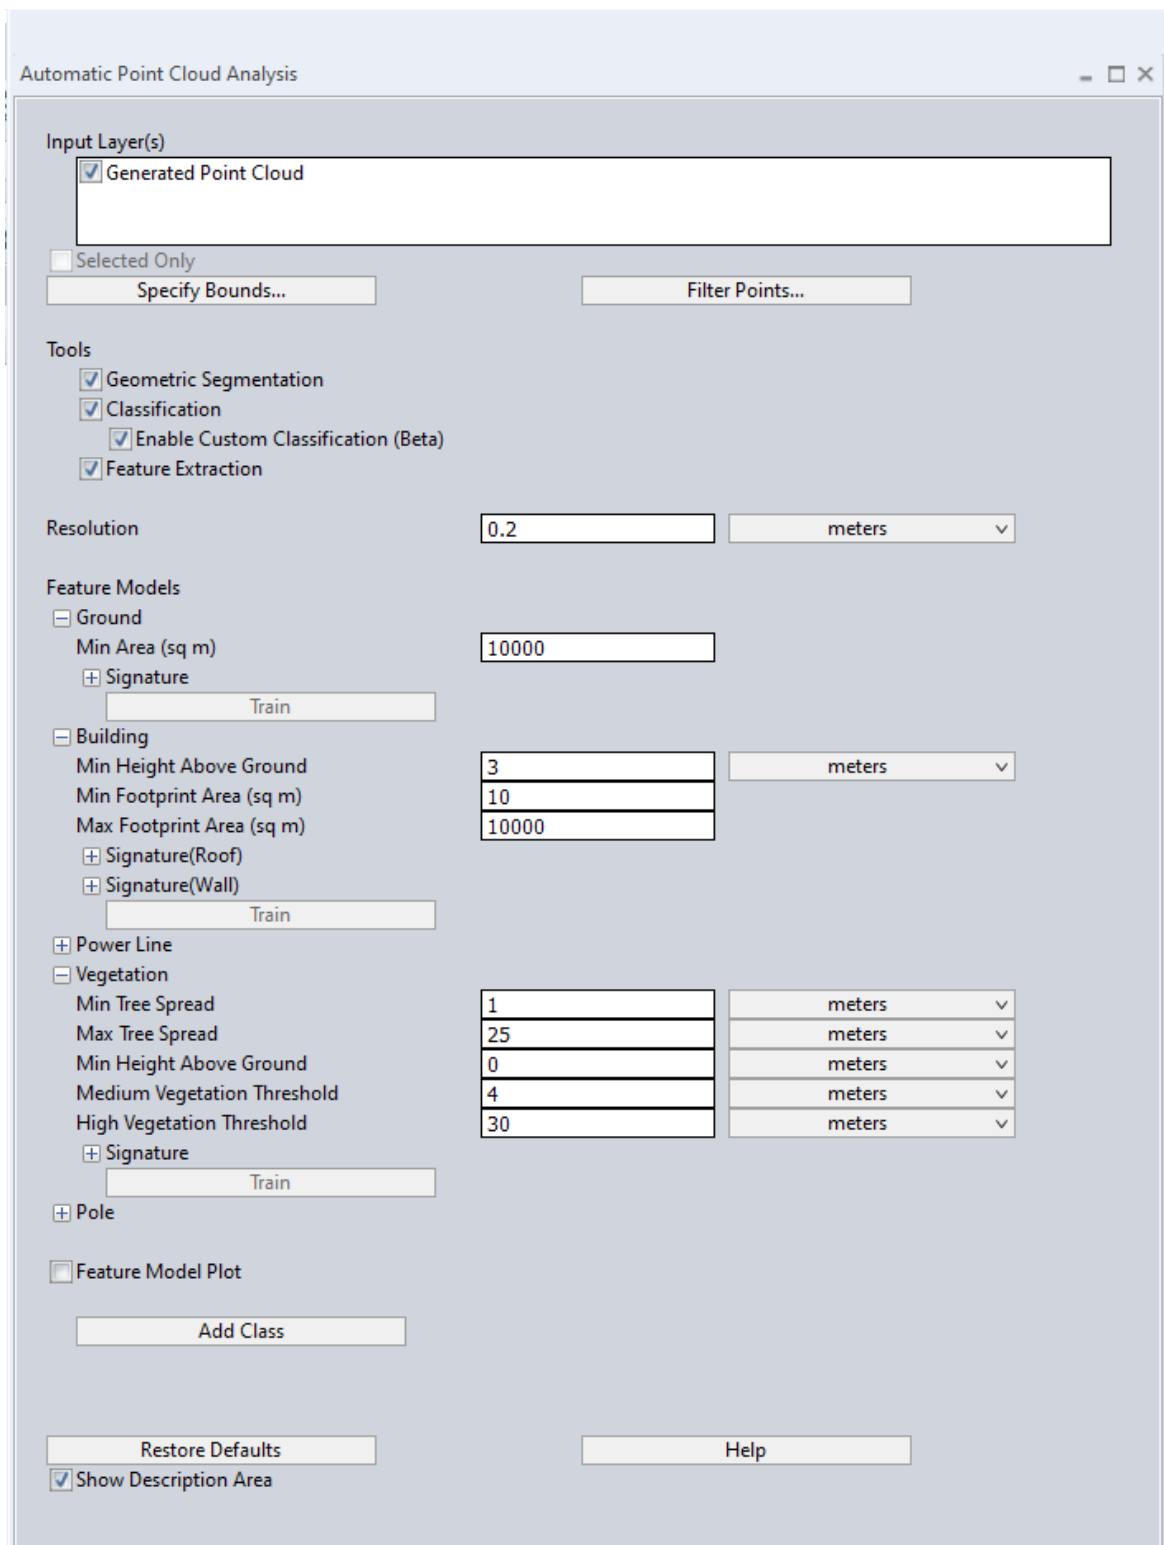 Automatic Point Cloud Analysis
Input Layer(s)
Generated Point Cloud
Selected Only
Specify Bounds... Filter Points...
Tools
Geometric Segmentation
Classification
Enable Custom Classification (Beta)
Feature Extraction
Resolution 0.2 meters
Feature Models
Ground
Min Area (sq m) 10000
Signature
Train
Building
Min Height Above Ground 3 meters
Min Footprint Area (sq m) 10
Max Footprint Area (sq m) 10000
Signature(Roof)
Signature(Wall)
Train
Power Line
Vegetation
Min Tree Spread 1 meters
Max Tree Spread 25 meters
Min Height Above Ground 0 meters
Medium Vegetation Threshold 4 meters
High Vegetation Threshold 30 meters
Signature
Train
Pole
Feature Model Plot
Add Class
Restore Defaults Help
Show Description Area